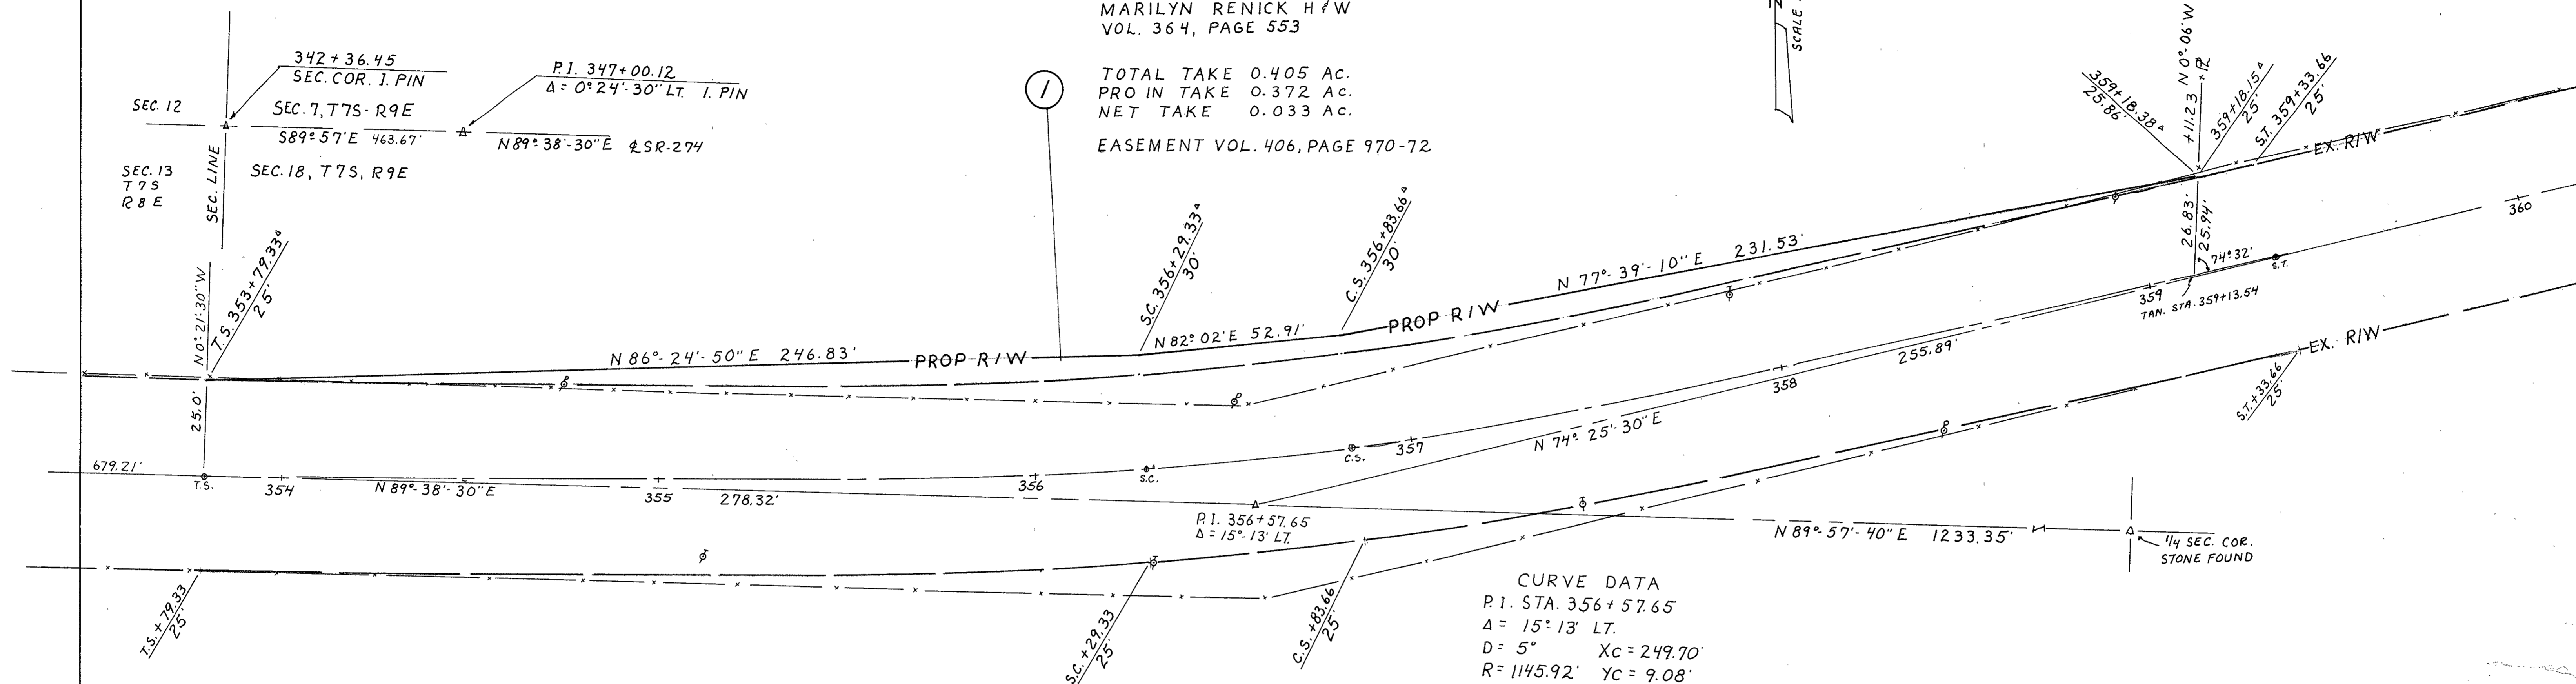 MARILYN RENICK H & W
VOL. 364, PAGE 553
TOTAL TAKE 0.405 AC.
PRO IN TAKE 0.372 AC.
NET TAKE 0.033 AC.
EASEMENT VOL. 406, PAGE 970-72
1
SCALE
342+36.45
SEC. COR. I. PIN
P.I. 347+00.12
Δ = 0°24'-30" LT. I. PIN
SEC. 12
SEC. 7, T7S-R9E
S89°57'E 463.67'
N89°38'-30"E ℄ SR-274
SEC. 13
T7S
R8E
SEC. 18, T7S, R9E
SEC. LINE
N0°21'30"W
T.S. 353+79.33Δ
25'
25.0'
N 86°-24'-50" E 246.83'
PROP R/W
S.C. 356+29.33Δ
30'
N 82°02'E 52.91'
C.S. 356+83.66Δ
30'
PROP R/W
N 77°-39'-10" E 231.53'
359+18.38Δ
25.86'
+11.23 N0°-06'W
359+18.15Δ
25'
S.T. 359+33.66
25'
EX. R/W
26.83'
25.94'
74°32'
S.T.
360
359
TAN. STA. 359+13.54
255.89'
358
N 74°-25'-30" E
357
C.S.
S.C.
356
355
278.32'
N 89°-38'-30" E
354
T.S.
679.21'
P.I. 356+57.65
Δ = 15°-13' LT.
EX. R/W
S.T. +33.66
25'
N 89°-57'-40" E 1233.35'
1/4 SEC. COR.
STONE FOUND
T.S. +79.33
25'
S.C. +29.33
25'
C.S. +83.66
25'
CURVE DATA
P.I. STA. 356+57.65
Δ = 15°13' LT.
D = 5° Xc = 249.70'
R = 1145.92' Yc = 9.08'